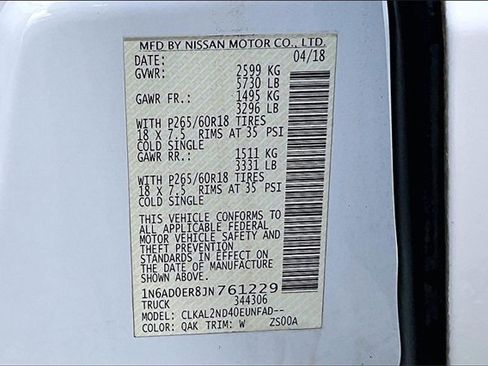 MFD BY NISSAN MOTOR CO., LTD.
DATE: 04/18
GVWR: 2599 KG
5730 LB
GAWR FR.: 1495 KG
3296 LB
WITH P265/60R18 TIRES
18 X 7.5 RIMS AT 35 PSI
COLD SINGLE
GAWR RR.: 1511 KG
3331 LB
WITH P265/60R18 TIRES
18 X 7.5 RIMS AT 35 PSI
COLD SINGLE
THIS VEHICLE CONFORMS TO
ALL APPLICABLE FEDERAL
MOTOR VEHICLE SAFETY AND
THEFT PREVENTION
STANDARDS IN EFFECT ON
THE DATE OF MANUFACTURE
SHOWN ABOVE.
1N6AD0ER8JN761229
TRUCK 344306
MODEL: CLKAL2ND40EUNFAD--
COLOR: QAK TRIM: W ZS00A